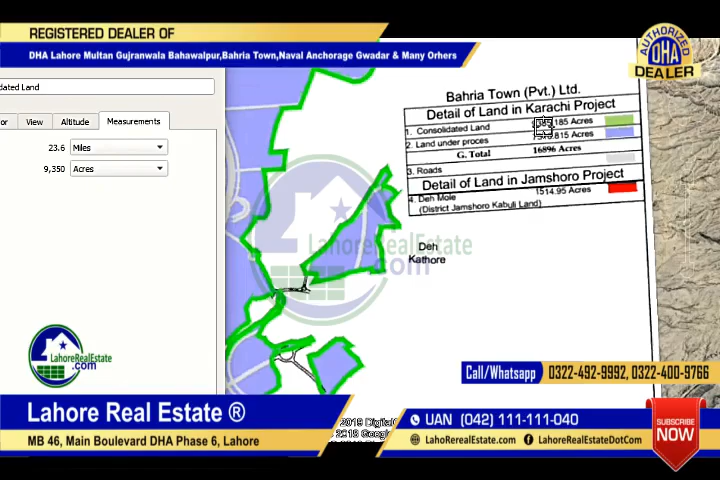 REGISTERED DEALER OF
DHA Lahore Multan Gujranwala Bahawalpur,Bahria Town,Naval Anchorage Gwadar & Many Orhers
AUTHORIZED
DHA
DEALER
dated Land
or View Altitude Measurements
23.6 Miles
9,350 Acres
Bahria Town (Pvt.) Ltd.
Detail of Land in Karachi Project
1. Consolidated Land Acres
2. Land under proces Acres
G. Total 16896 Acres
3. Roads
Detail of Land in Jamshoro Project
4. Deh Mole 1514.95 Acres
(District Jamshoro Kabuli Land)
Deh
Kathore
LahoreRealEstate
.com
LahoreRealEstate
.com
Call/Whatsapp 0322-492-9992, 0322-400-9766
2019
Lahore Real Estate ®
MB 46, Main Boulevard DHA Phase 6, Lahore
UAN (042) 111-111-040
LahoRerealEstate.com LahoreRealEstateDotCom
SUBSCRIBE
NOW